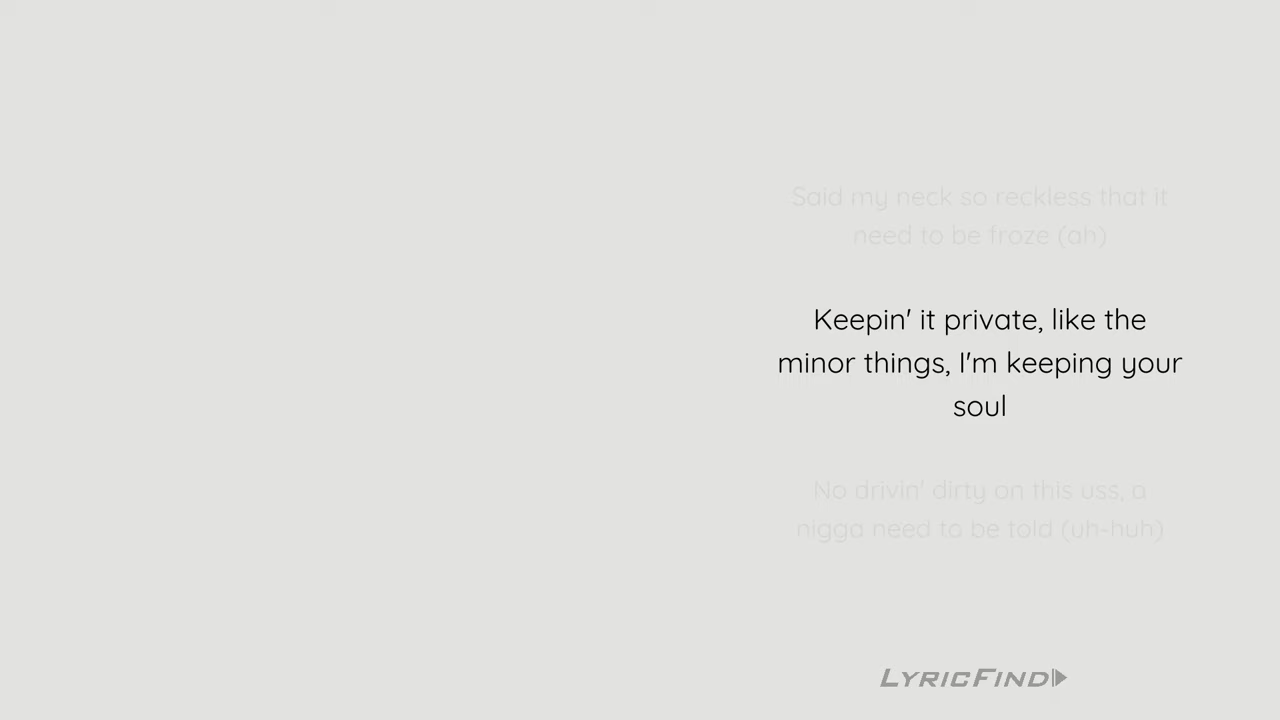 Said my neck so reckless that it
need to be froze (ah)
Keepin' it private, like the
minor things, I'm keeping your
soul
No drivin' dirty on this uss, a
nigga need to be told (uh-huh)
LYRICFIND